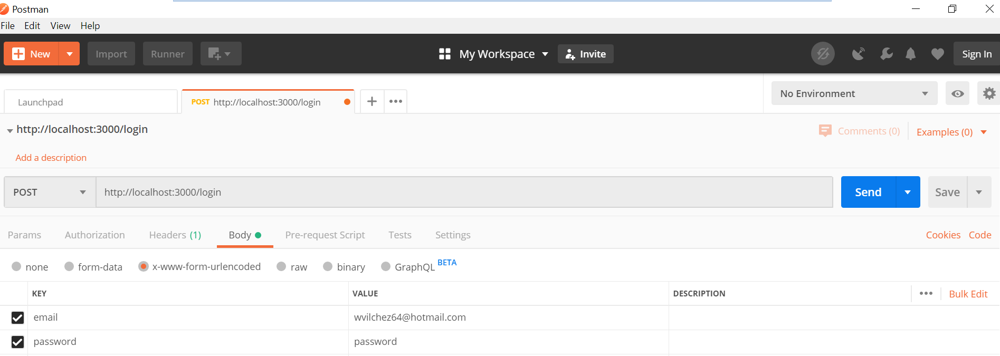 Postman
File Edit View Help
New Import Runner My Workspace Invite Sign In
Launchpad POST http://localhost:3000/login No Environment
http://localhost:3000/login Comments (0) Examples (0)
Add a description
POST http://localhost:3000/login Send Save
Params Authorization Headers (1) Body Pre-request Script Tests Settings Cookies Code
none form-data x-www-form-urlencoded raw binary GraphQL BETA
KEY VALUE DESCRIPTION Bulk Edit
email wvilchez64@hotmail.com
password password